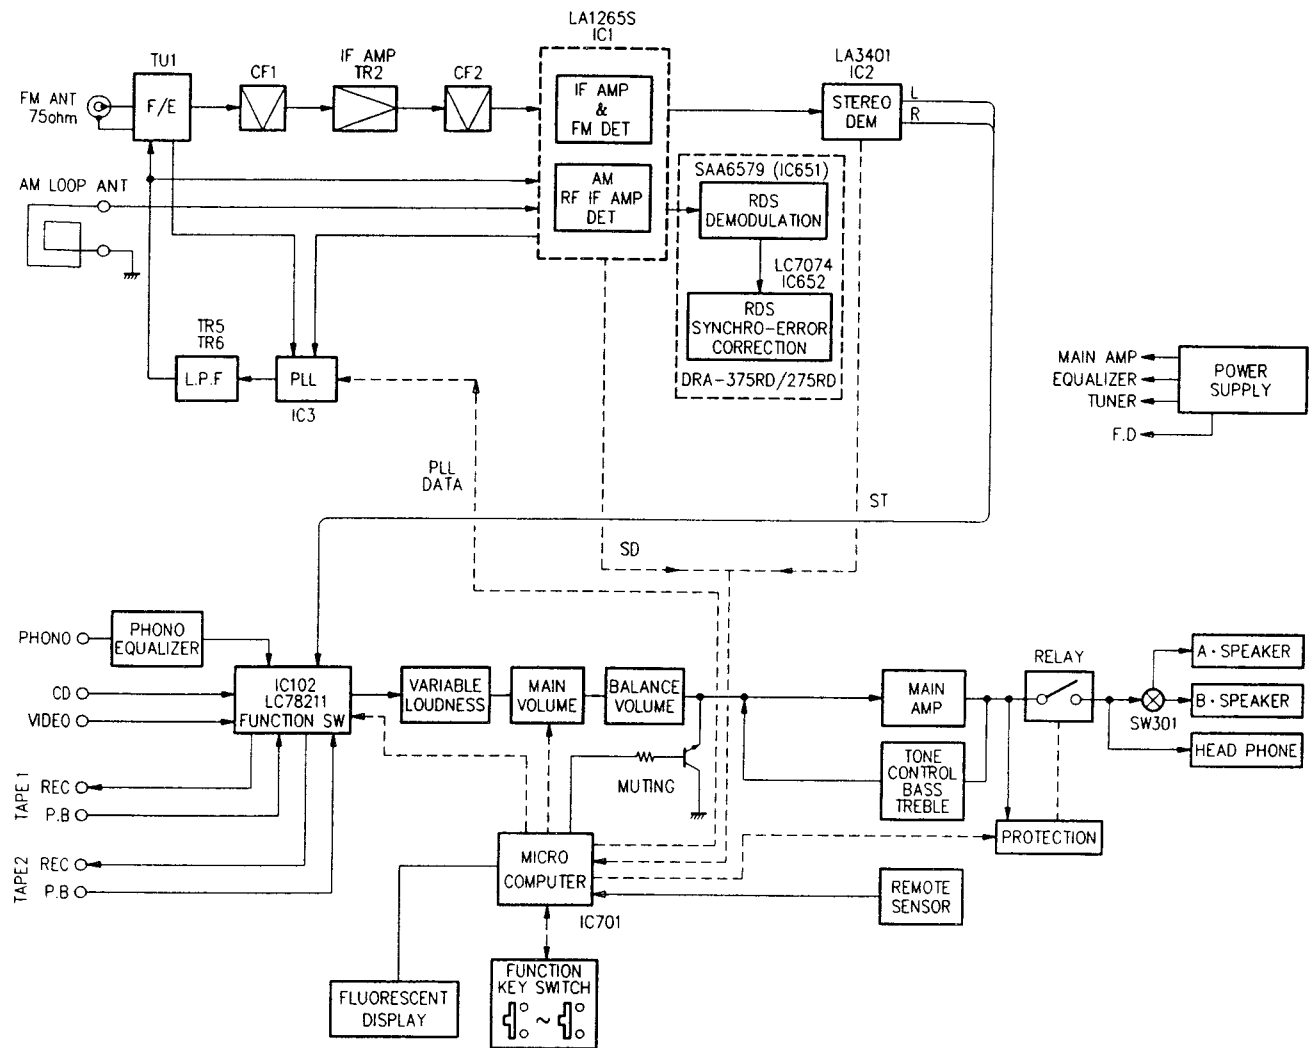 LA1265S
IC1
TU1
IF AMP
TR2
CF1
CF2
LA3401
IC2
FM ANT
75ohm
F/E
IF AMP
&
FM DET
STEREO
DEM
L
R
AM LOOP ANT
AM
RF IF AMP
DET
SAA6579 (IC651)
RDS
DEMODULATION
LC7074
IC652
RDS
SYNCHRO-ERROR
CORRECTION
DRA-375RD/275RD
TR5
TR6
L.P.F
PLL
IC3
MAIN AMP
EQUALIZER
TUNER
F.D
POWER
SUPPLY
PLL
DATA
ST
SD
PHONO
PHONO
EQUALIZER
CD
VIDEO
IC102
LC78211
FUNCTION SW
VARIABLE
LOUDNESS
MAIN
VOLUME
BALANCE
VOLUME
MAIN
AMP
RELAY
A·SPEAKER
B·SPEAKER
SW301
HEAD PHONE
TONE
CONTROL
BASS
TREBLE
MUTING
TAPE 1
REC
P.B
TAPE2
REC
P.B
PROTECTION
MICRO
COMPUTER
IC701
REMOTE
SENSOR
FLUORESCENT
DISPLAY
FUNCTION
KEY SWITCH
~